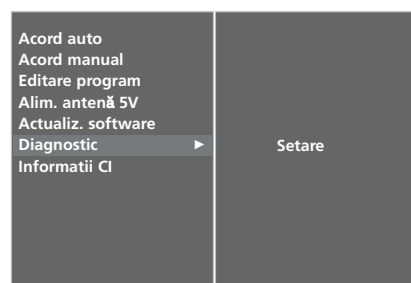 Acord auto
Acord manual
Editare program
Alim. antenă 5V
Actualiz. software
Diagnostic ►
Setare
Informatii CI